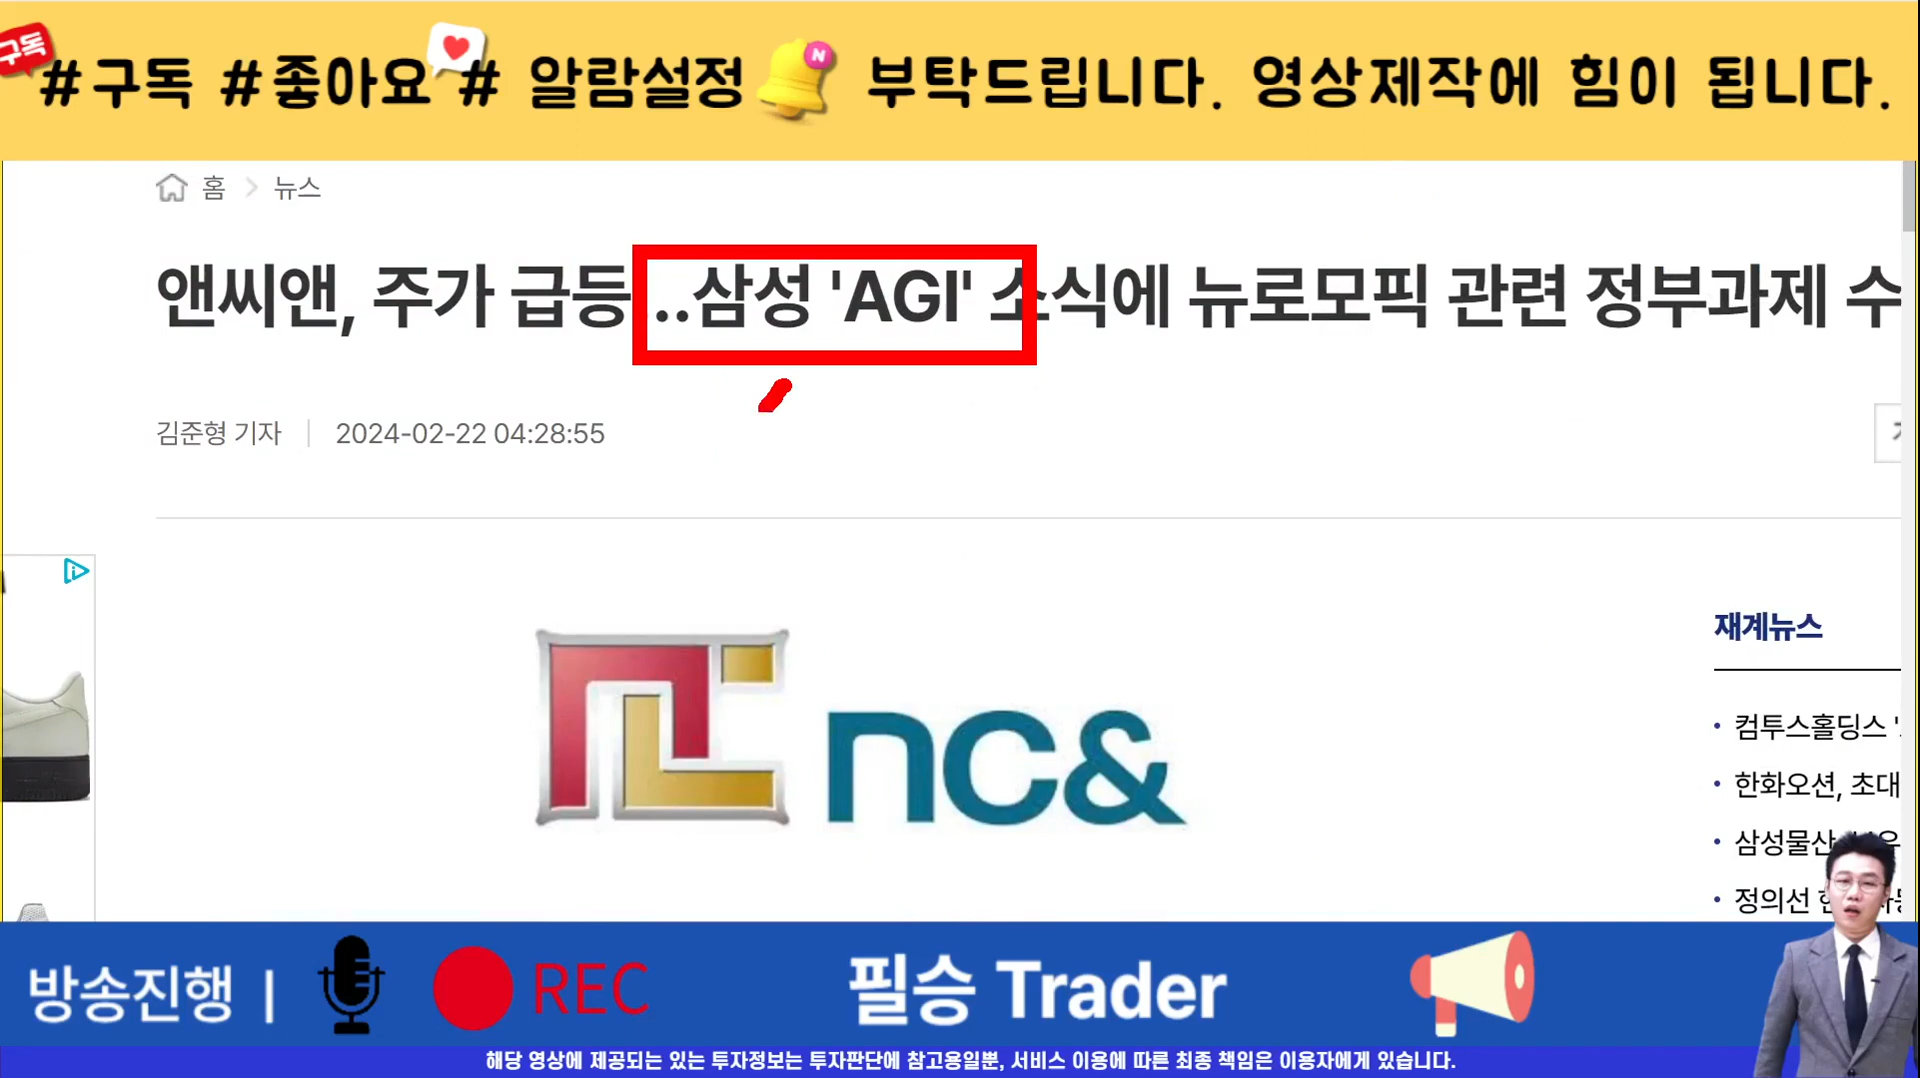 구독
#구독 #좋아요 # 알람설정 N 부탁드립니다. 영상제작에 힘이 됩니다.
홈 > 뉴스
앤씨앤, 주가 급등 ..삼성 'AGI' 소식에 뉴로모픽 관련 정부과제 수
김준형 기자 | 2024-02-22 04:28:55
재계뉴스
nc&
· 컴투스홀딩스
· 한화오션, 초대
· 삼성물산
· 정의선
방송진행 | REC 필승 Trader
해당 영상에 제공되는 있는 투자정보는 투자판단에 참고용일뿐, 서비스 이용에 따른 최종 책임은 이용자에게 있습니다.